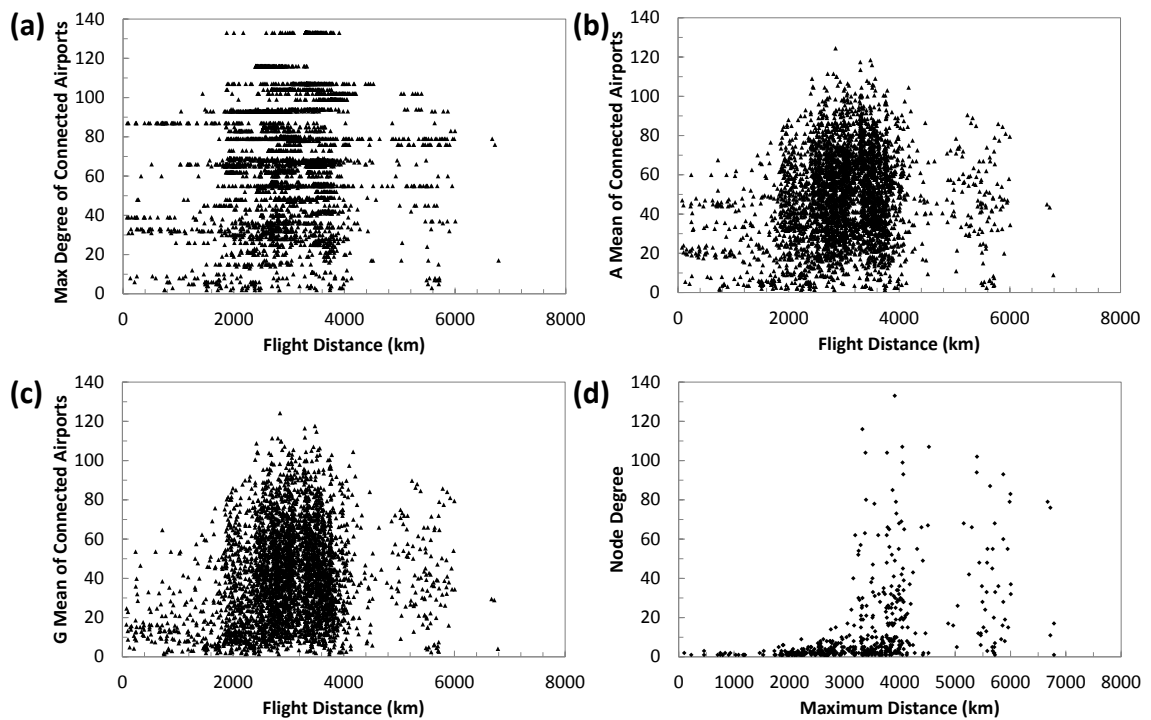 (a)
Max Degree of Connected Airports
140
120
100
80
60
40
20
0
0 2000 4000 6000 8000
Flight Distance (km)
(b)
A Mean of Connected Airports
140
120
100
80
60
40
20
0
0 2000 4000 6000 8000
Flight Distance (km)
(c)
G Mean of Connected Airports
140
120
100
80
60
40
20
0
0 2000 4000 6000 8000
Flight Distance (km)
(d)
Node Degree
140
120
100
80
60
40
20
0
0 1000 2000 3000 4000 5000 6000 7000 8000
Maximum Distance (km)